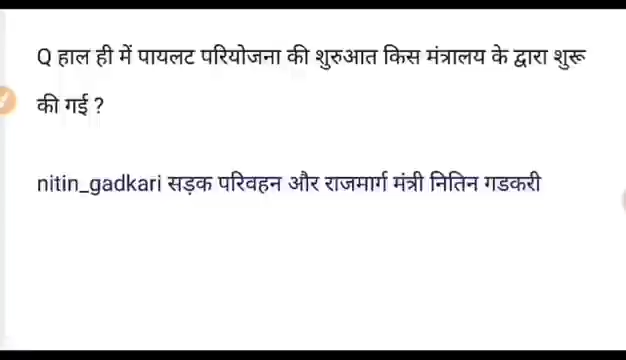 Q हाल ही में पायलट परियोजना की शुरुआत किस मंत्रालय के द्वारा शुरू
की गई ?
nitin_gadkari सड़क परिवहन और राजमार्ग मंत्री नितिन गडकरी